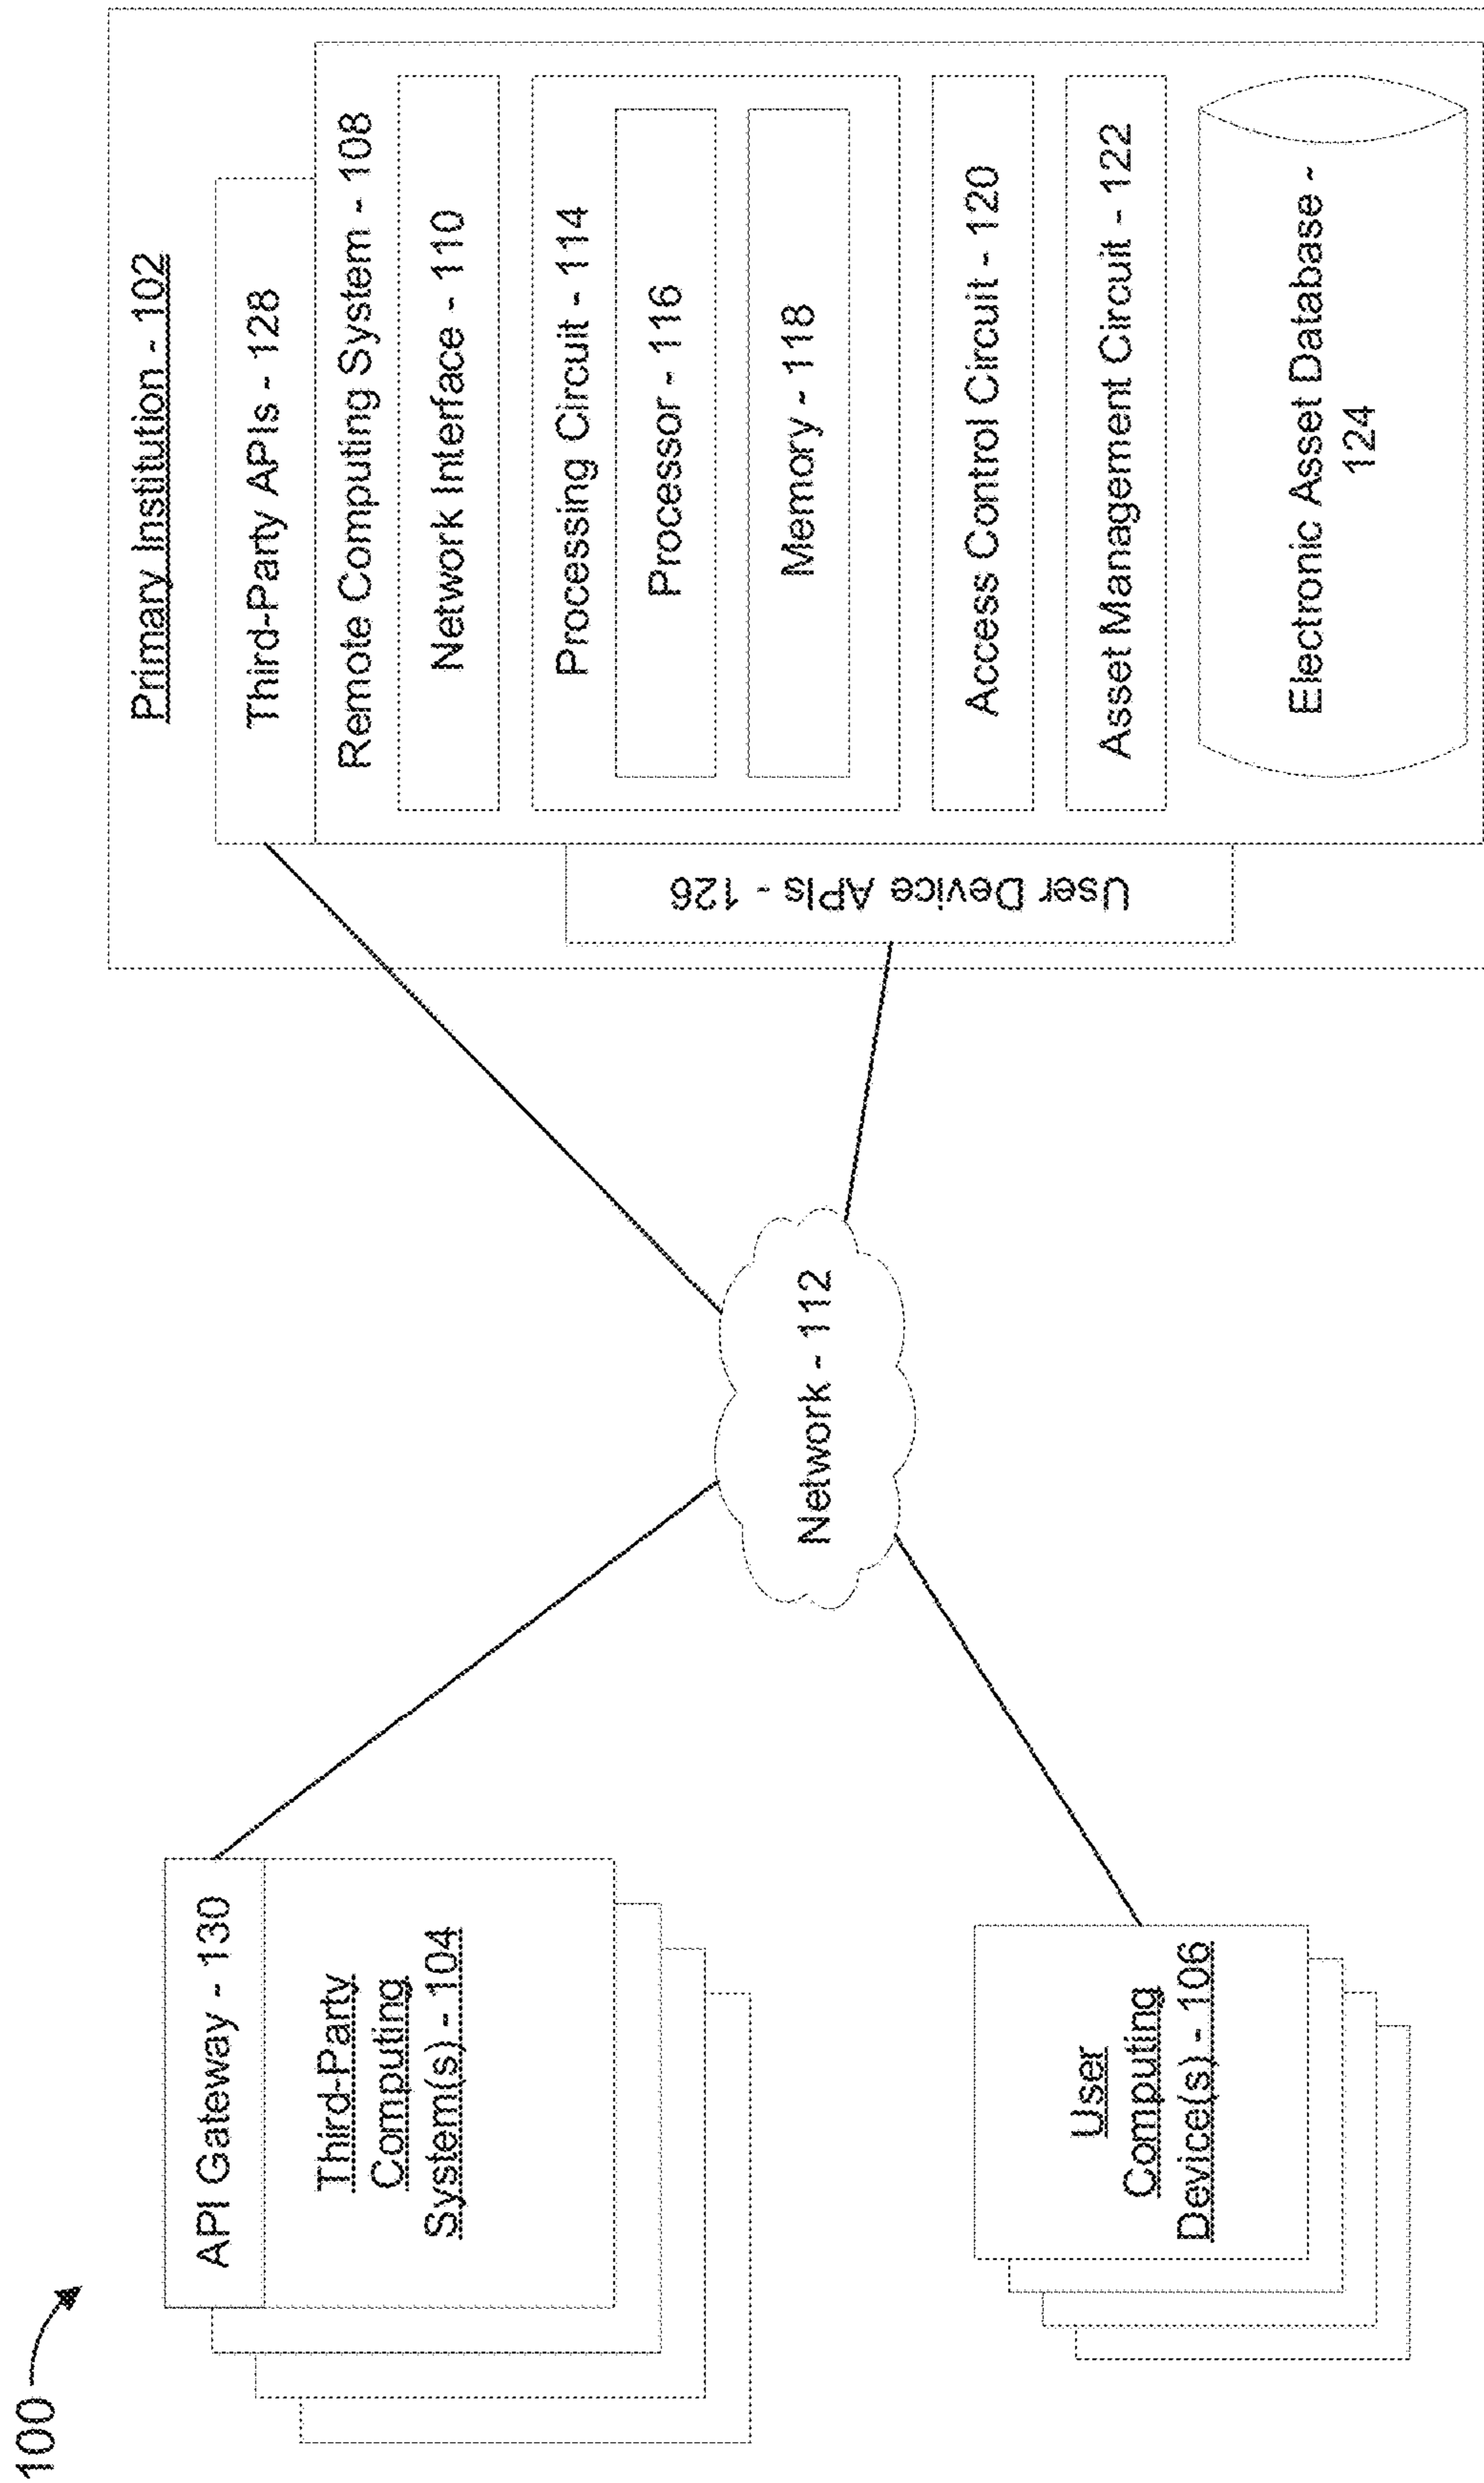 100
API Gateway - 130
Third-Party
Computing
System(s) - 104
User
Computing
Device(s) - 106
Network - 112
Primary Institution - 102
Third-Party APIs - 128
Remote Computing System - 108
Network Interface - 110
Processing Circuit - 114
Processor - 116
Memory - 118
Access Control Circuit - 120
Asset Management Circuit - 122
Electronic Asset Database -
124
User Device APIs - 126